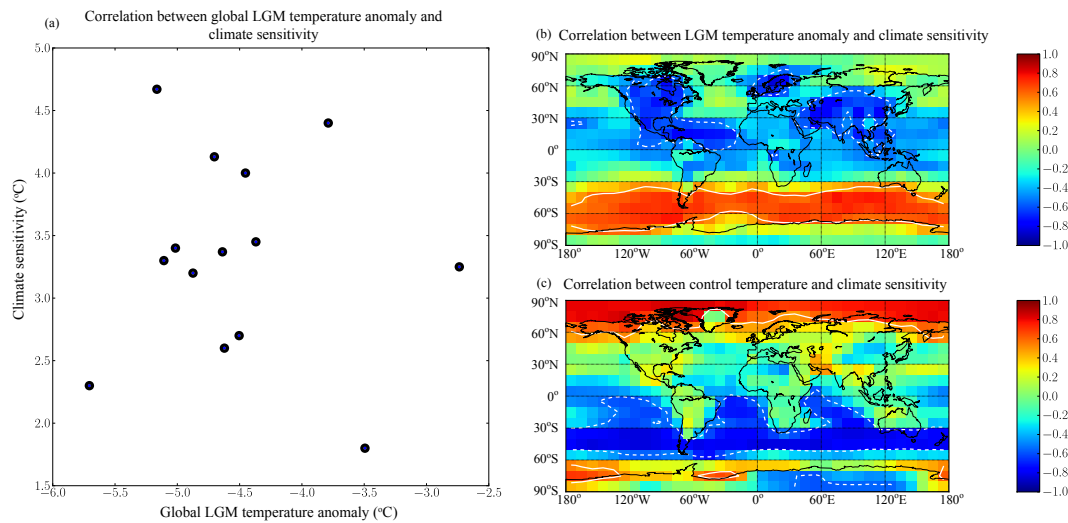 (a)
Correlation between global LGM temperature anomaly and
climate sensitivity
5.0
4.5
4.0
3.5
3.0
2.5
2.0
1.5
Climate sensitivity (°C)
−6.0 −5.5 −5.0 −4.5 −4.0 −3.5 −3.0 −2.5
Global LGM temperature anomaly (°C)
(b)
Correlation between LGM temperature anomaly and climate sensitivity
90°N
60°N
30°N
0°
30°S
60°S
90°S
180° 120°W 60°W 0° 60°E 120°E 180°
1.0
0.8
0.6
0.4
0.2
0.0
−0.2
−0.4
−0.6
−0.8
−1.0
(c) Correlation between control temperature and climate sensitivity
90°N
60°N
30°N
0°
30°S
60°S
90°S
180° 120°W 60°W 0° 60°E 120°E 180°
1.0
0.8
0.6
0.4
0.2
0.0
−0.2
−0.4
−0.6
−0.8
−1.0